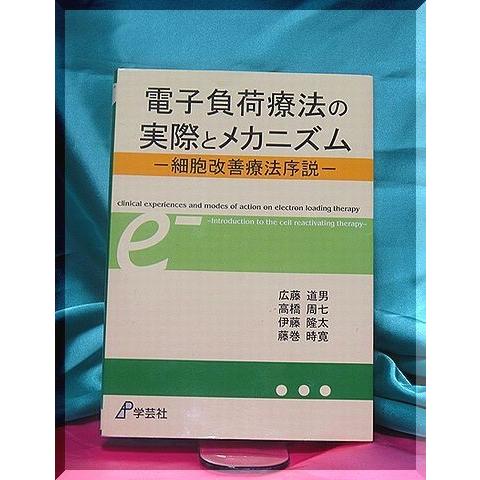 電子負荷療法の
実際とメカニズム
－細胞改善療法序説－
clinical experiences and modes of action on electron loading therapy
–Introduction to the cell reactivating therapy–
e-
広藤 道男
高橋 周七
伊藤 隆太
藤巻 時寛
学芸社